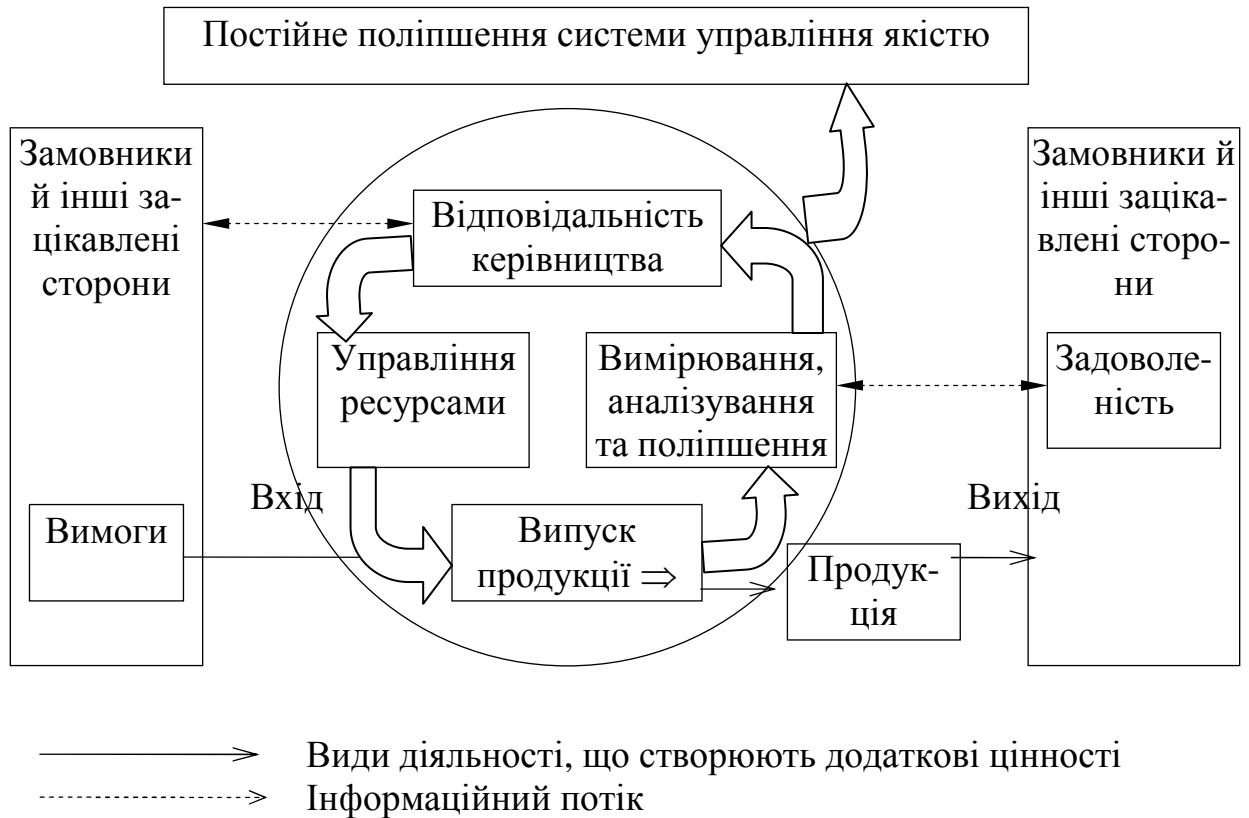 Постійне поліпшення системи управління якістю
Замовники
й інші за-
цікавлені
сторони
Вимоги
Вхід
Відповідальність
керівництва
Управління
ресурсами
Вимірювання,
аналізування
та поліпшення
Випуск
продукції ⇒
Продук-
ція
Вихід
Замовники й
інші зацiка-
влені сторо-
ни
Задоволе-
ність
Види діяльності, що створюють додаткові цінності
Інформаційний потік